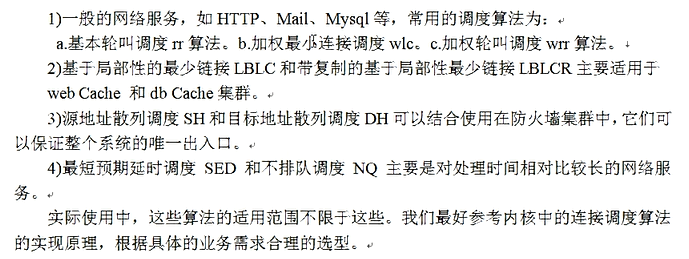 1)一般的网络服务，如 HTTP、Mail、Mysql 等，常用的调度算法为：
a.基本轮叫调度 rr 算法。b.加权最小连接调度 wlc。c.加权轮叫调度 wrr 算法。
2)基于局部性的最少链接 LBLC 和带复制的基于局部性最少链接 LBLCR 主要适用于
web Cache 和 db Cache 集群。
3)源地址散列调度 SH 和目标地址散列调度 DH 可以结合使用在防火墙集群中，它们可
以保证整个系统的唯一出入口。
4)最短预期延时调度 SED 和不排队调度 NQ 主要是对处理时间相对比较长的网络服
务。
实际使用中，这些算法的适用范围不限于这些。我们最好参考内核中的连接调度算法
的实现原理，根据具体的业务需求合理的选型。